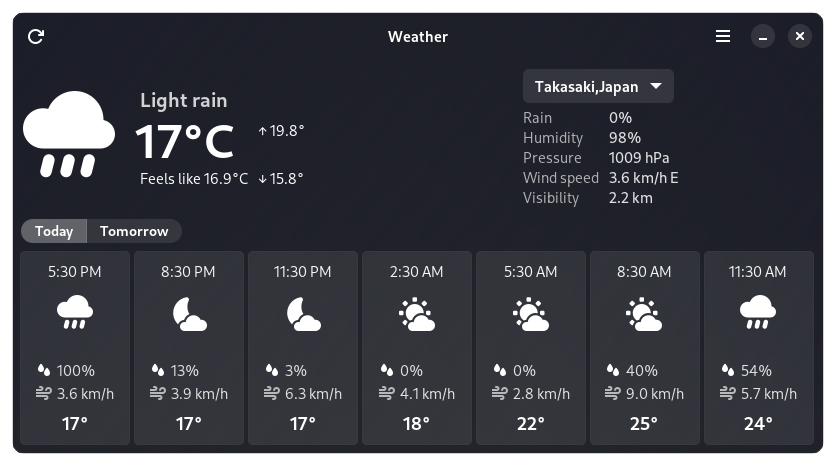 Weather
Light rain
17°C
↑19.8°
Feels like 16.9°C ↓15.8°
Takasaki,Japan
Rain 0%
Humidity 98%
Pressure 1009 hPa
Wind speed 3.6 km/h E
Visibility 2.2 km
Today Tomorrow
5:30 PM 8:30 PM 11:30 PM 2:30 AM 5:30 AM 8:30 AM 11:30 AM
100% 13% 3% 0% 0% 40% 54%
3.6 km/h 3.9 km/h 6.3 km/h 4.1 km/h 2.8 km/h 9.0 km/h 5.7 km/h
17° 17° 17° 18° 22° 25° 24°